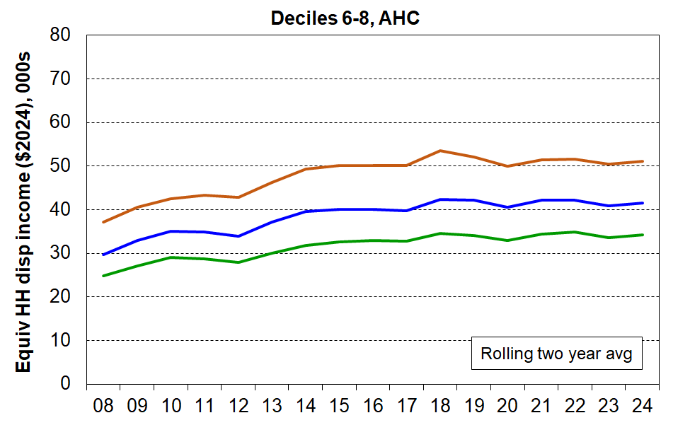 Deciles 6-8, AHC
Equiv HH disp income ($2024), 000s
80
70
60
50
40
30
20
10
0
Rolling two year avg
08 09 10 11 12 13 14 15 16 17 18 19 20 21 22 23 24